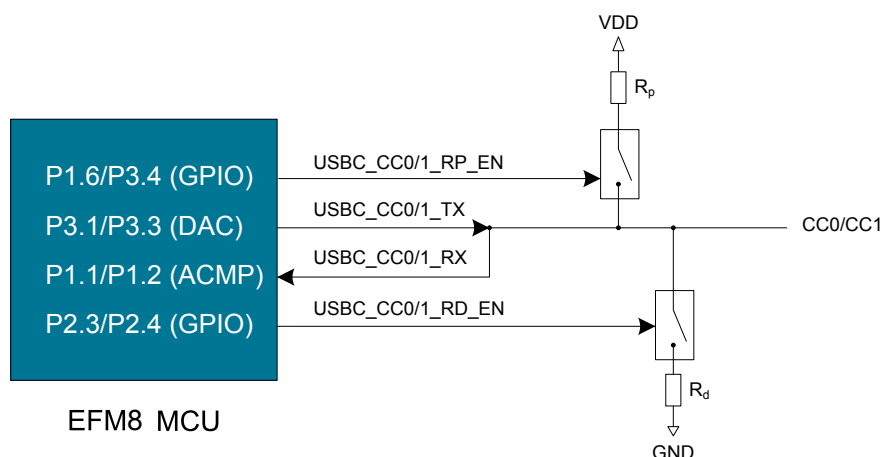 VDD
Rp
P1.6/P3.4 (GPIO)
USBC_CC0/1_RP_EN
P3.1/P3.3 (DAC)
USBC_CC0/1_TX
CC0/CC1
P1.1/P1.2 (ACMP)
USBC_CC0/1_RX
P2.3/P2.4 (GPIO)
USBC_CC0/1_RD_EN
Rd
EFM8 MCU
GND